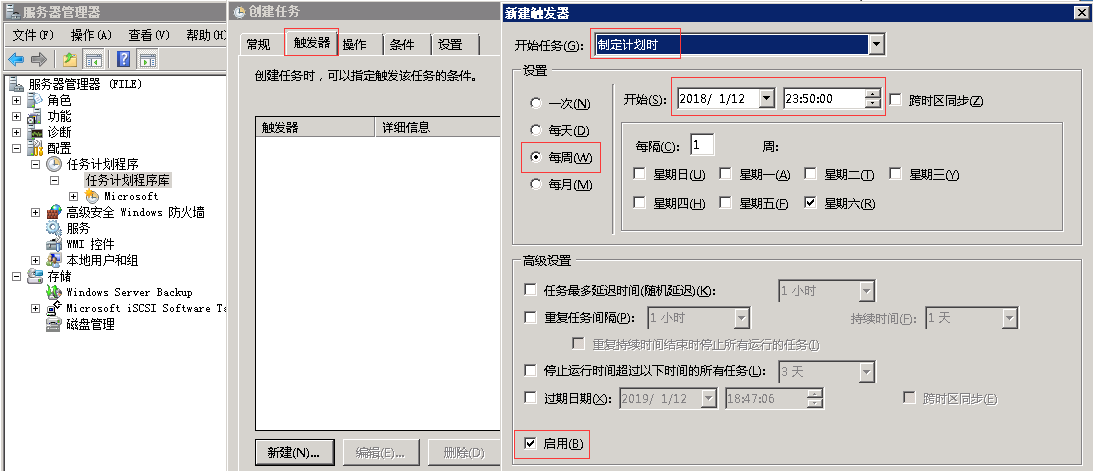 服务器管理器
文件(F) 操作(A) 查看(V) 帮助(H)
服务器管理器 (FILE)
角色
功能
诊断
配置
任务计划程序
任务计划程序库
Microsoft
高级安全 Windows 防火墙
服务
WMI 控件
本地用户和组
存储
Windows Server Backup
Microsoft iSCSI Software Ta
磁盘管理
创建任务
常规 触发器 操作 条件 设置
创建任务时，可以指定触发该任务的条件。
触发器 详细信息
新建(N)... 编辑(E)... 删除(D)
新建触发器
开始任务(G): 制定计划时
设置
一次(N)
每天(D)
每周(W)
每月(M)
开始(S): 2018/ 1/12 23:50:00 跨时区同步(Z)
每隔(C): 1 周:
星期日(U) 星期一(A) 星期二(T) 星期三(Y)
星期四(H) 星期五(F) 星期六(R)
高级设置
任务最多延迟时间(随机延迟)(K): 1 小时
重复任务间隔(P): 1 小时 持续时间(F): 1 天
重复持续时间结束时停止所有运行的任务(I)
停止运行时间超过以下时间的所有任务(L): 3 天
过期日期(X): 2019/ 1/12 18:47:06 跨时区同步(E)
启用(B)